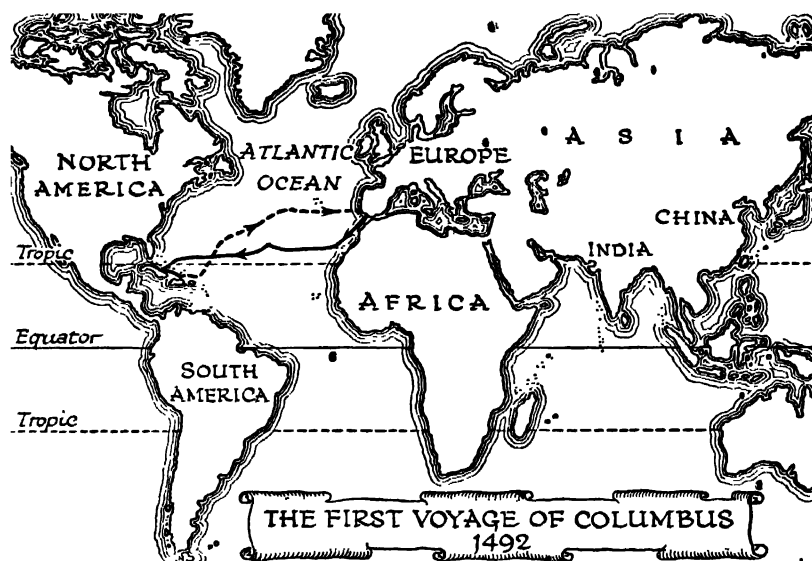 NORTH
AMERICA
ATLANTIC
OCEAN
EUROPE
ASIA
CHINA
INDIA
Tropic
AFRICA
Equator
SOUTH
AMERICA
Tropic
THE FIRST VOYAGE OF COLUMBUS
1492